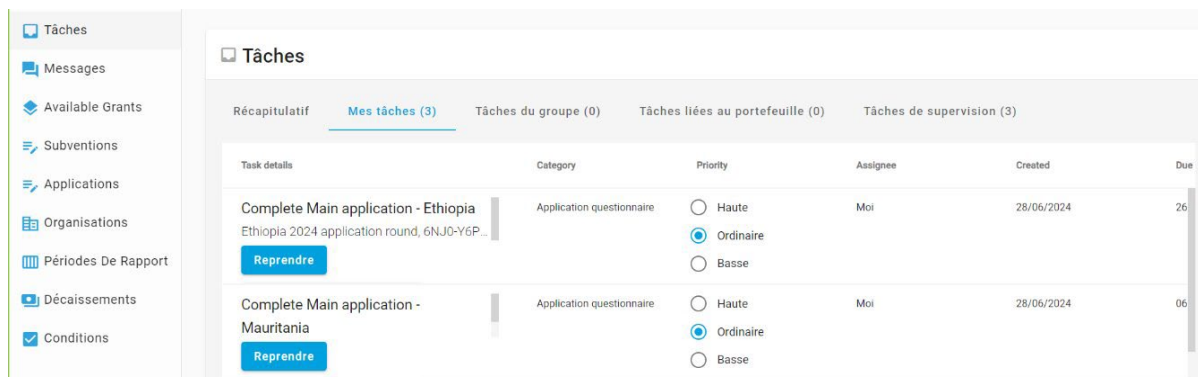 Tâches
Messages
Available Grants
Subventions
Applications
Organisations
Périodes De Rapport
Décaissements
Conditions
Tâches
Récapitulatif Mes tâches (3) Tâches du groupe (0) Tâches liées au portefeuille (0) Tâches de supervision (3)
Task details Category Priority Assignee Created Due
Complete Main application - Ethiopia Application questionnaire Haute Moi 28/06/2024 26
Ethiopia 2024 application round, 6NJ0-Y6P... Ordinaire
Reprendre Basse
Complete Main application - Application questionnaire Haute Moi 28/06/2024 06
Mauritania Ordinaire
Reprendre Basse